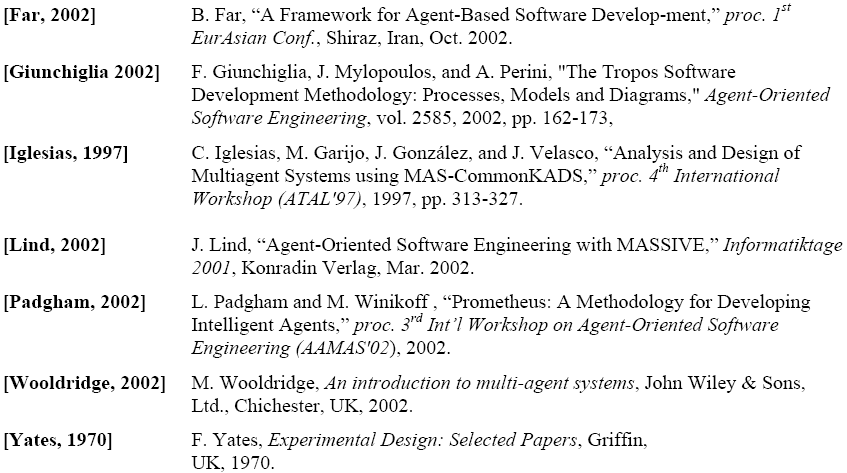 [Far, 2002] B. Far, “A Framework for Agent-Based Software Develop-ment,” proc. 1st
EurAsian Conf., Shiraz, Iran, Oct. 2002.
[Giunchiglia 2002] F. Giunchiglia, J. Mylopoulos, and A. Perini, "The Tropos Software
Development Methodology: Processes, Models and Diagrams," Agent-Oriented
Software Engineering, vol. 2585, 2002, pp. 162-173,
[Iglesias, 1997] C. Iglesias, M. Garijo, J. González, and J. Velasco, “Analysis and Design of
Multiagent Systems using MAS-CommonKADS,” proc. 4th International
Workshop (ATAL'97), 1997, pp. 313-327.
[Lind, 2002] J. Lind, “Agent-Oriented Software Engineering with MASSIVE,” Informatiktage
2001, Konradin Verlag, Mar. 2002.
[Padgham, 2002] L. Padgham and M. Winikoff , “Prometheus: A Methodology for Developing
Intelligent Agents,” proc. 3rd Int’l Workshop on Agent-Oriented Software
Engineering (AAMAS'02), 2002.
[Wooldridge, 2002] M. Wooldridge, An introduction to multi-agent systems, John Wiley & Sons,
Ltd., Chichester, UK, 2002.
[Yates, 1970] F. Yates, Experimental Design: Selected Papers, Griffin,
UK, 1970.